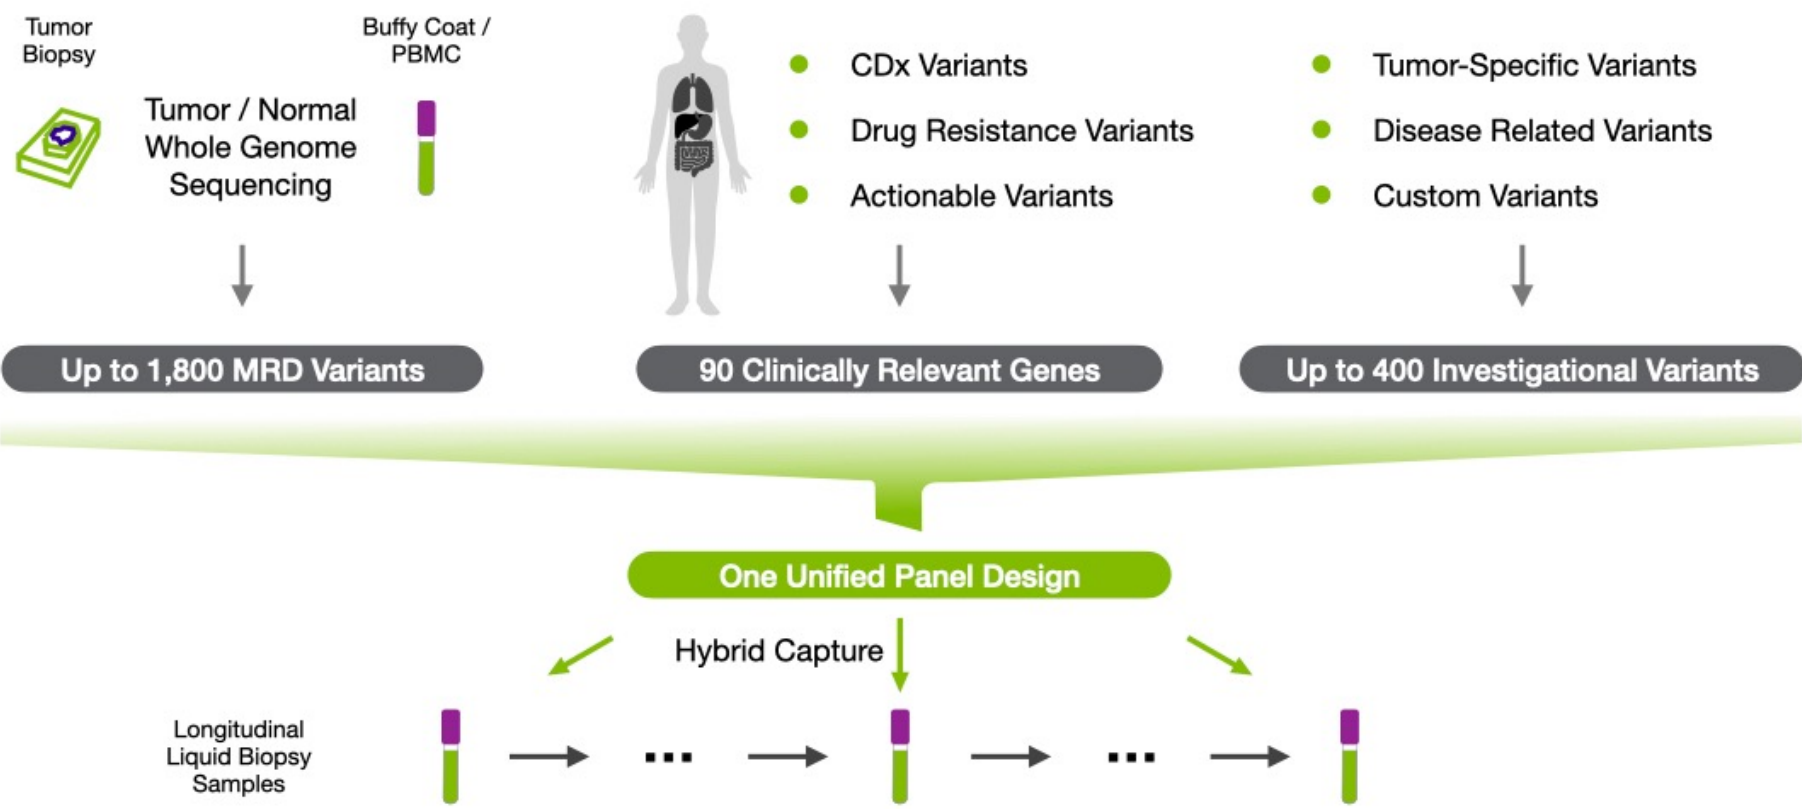 Tumor
Biopsy
Buffy Coat /
PBMC
Tumor / Normal
Whole Genome
Sequencing
CDx Variants
Drug Resistance Variants
Actionable Variants
Tumor-Specific Variants
Disease Related Variants
Custom Variants
Up to 1,800 MRD Variants
90 Clinically Relevant Genes
Up to 400 Investigational Variants
One Unified Panel Design
Hybrid Capture
Longitudinal
Liquid Biopsy
Samples
... ...